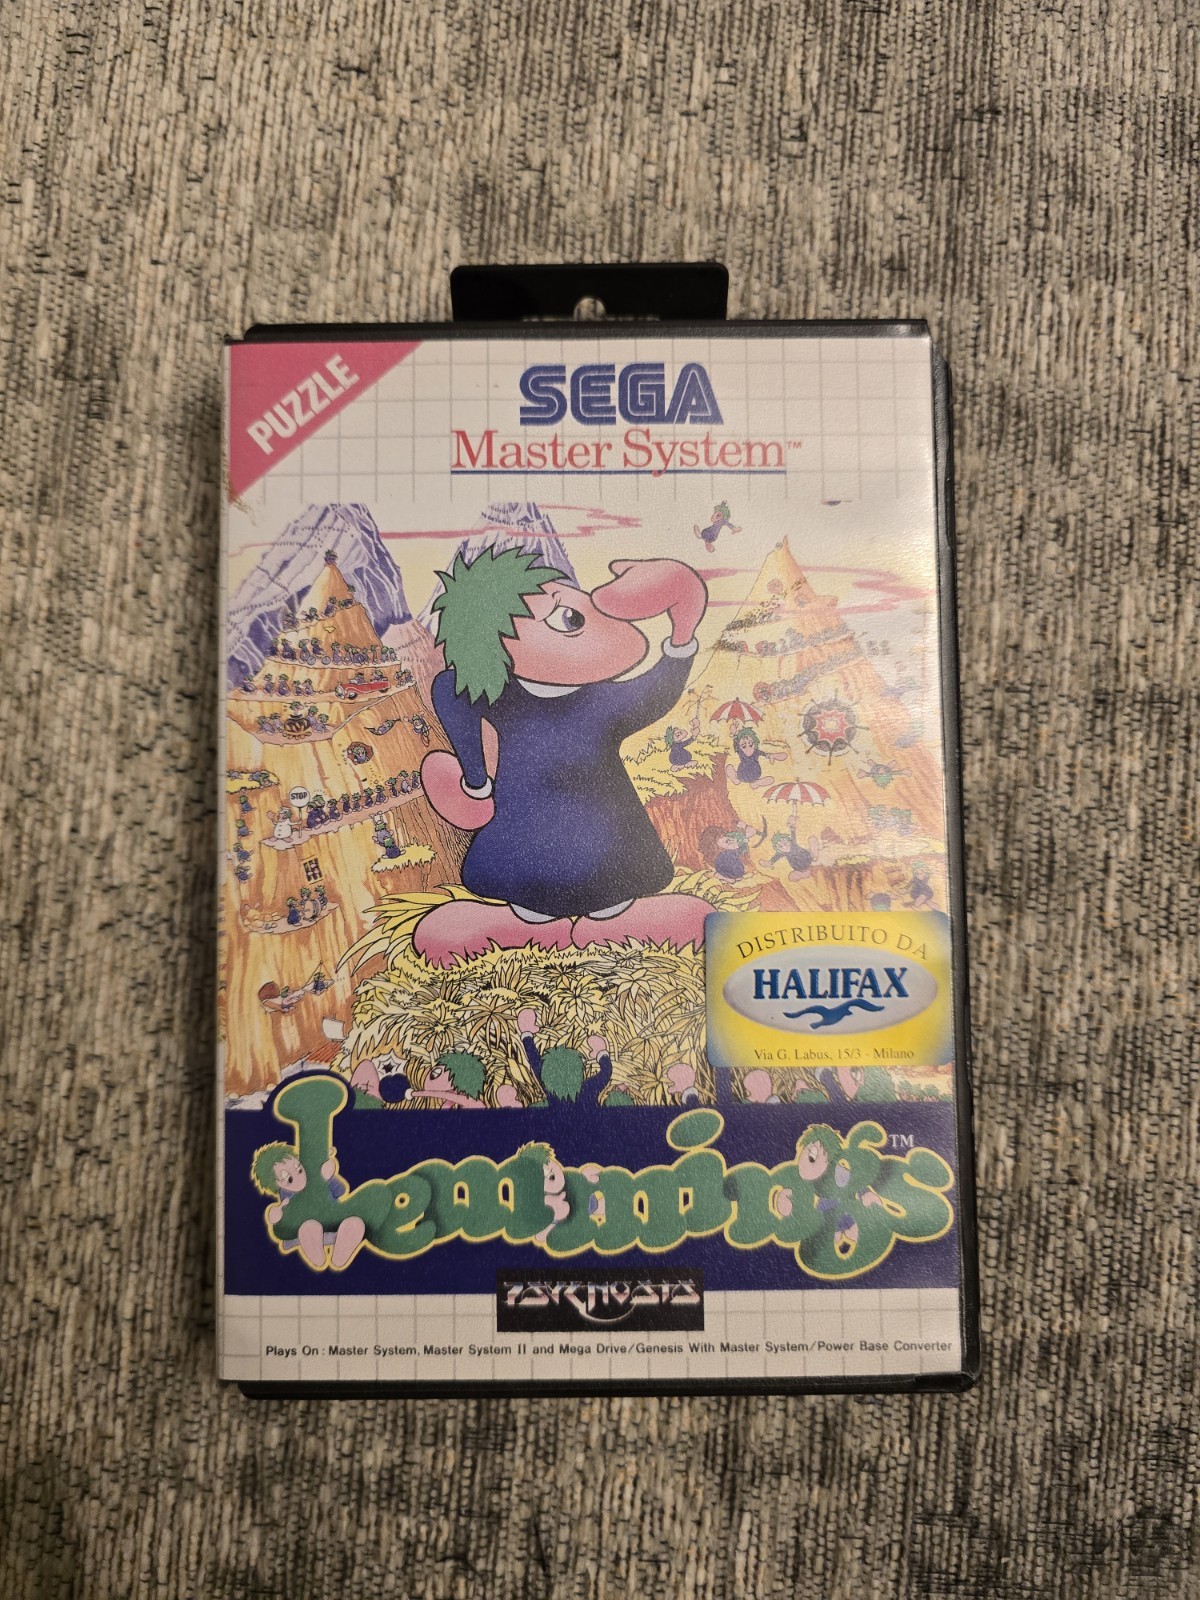 PUZZLE
SEGA
Master System™
STOP
DISTRIBUITO DA
HALIFAX
Via G. Labus, 15/3 - Milano
Lemmings™
PSYGNOSIS
Plays On : Master System, Master System II and Mega Drive/Genesis With Master System/Power Base Converter